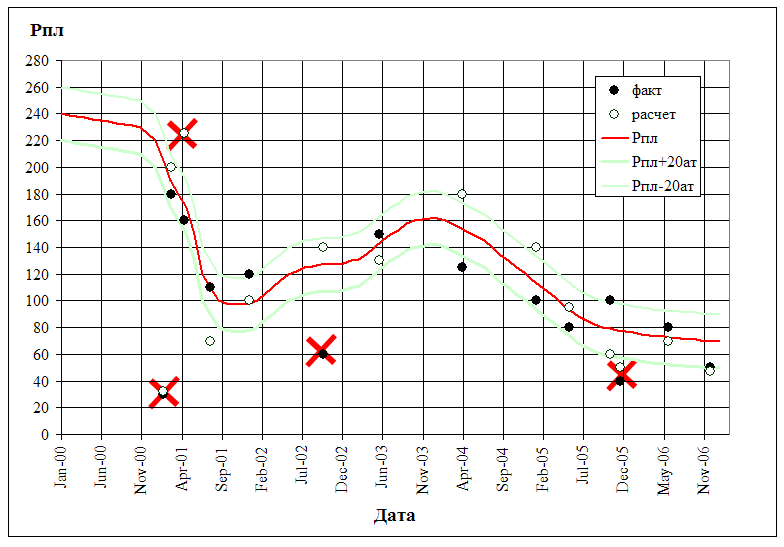 Рпл
280
260
240
220
200
180
160
140
120
100
80
60
40
20
0
факт
расчет
Рпл
Рпл+20ат
Рпл-20ат
Jan-00
Jun-00
Nov-00
Apr-01
Sep-01
Feb-02
Jul-02
Dec-02
Jun-03
Nov-03
Apr-04
Sep-04
Feb-05
Jul-05
Dec-05
May-06
Nov-06
Дата